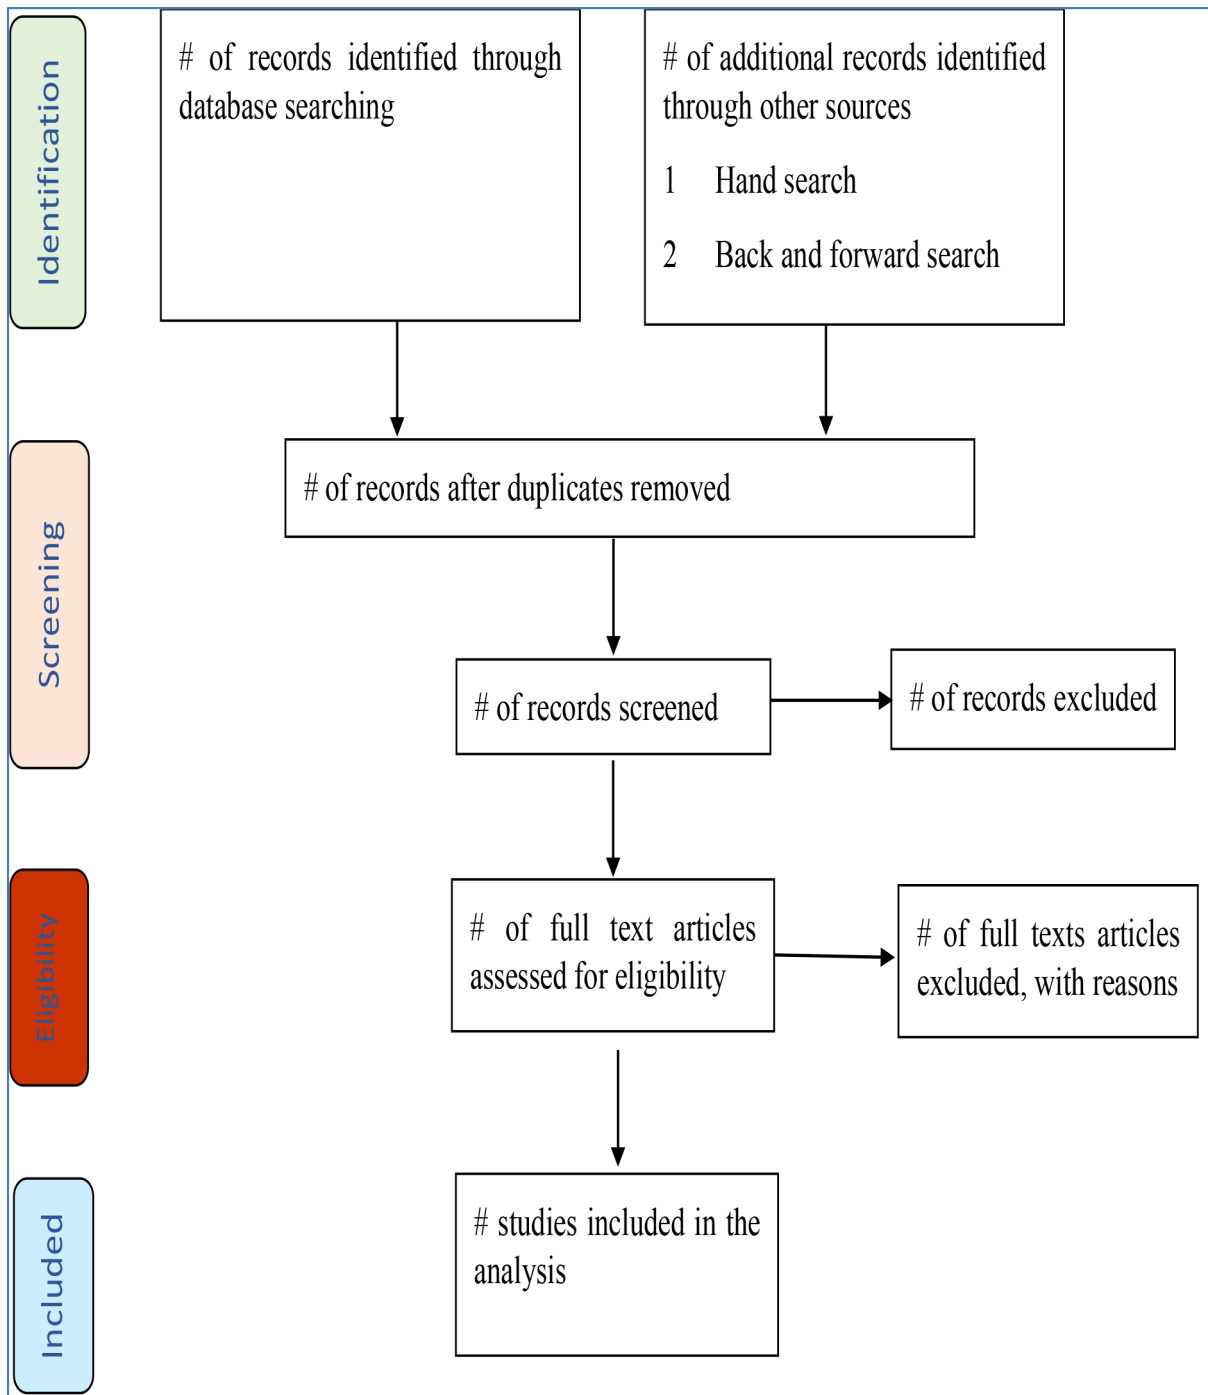 Identification
# of records identified through
database searching
# of additional records identified
through other sources
1 Hand search
2 Back and forward search
Screening
# of records after duplicates removed
# of records screened
# of records excluded
Eligibility
# of full text articles
assessed for eligibility
# of full texts articles
excluded, with reasons
Included
# studies included in the
analysis